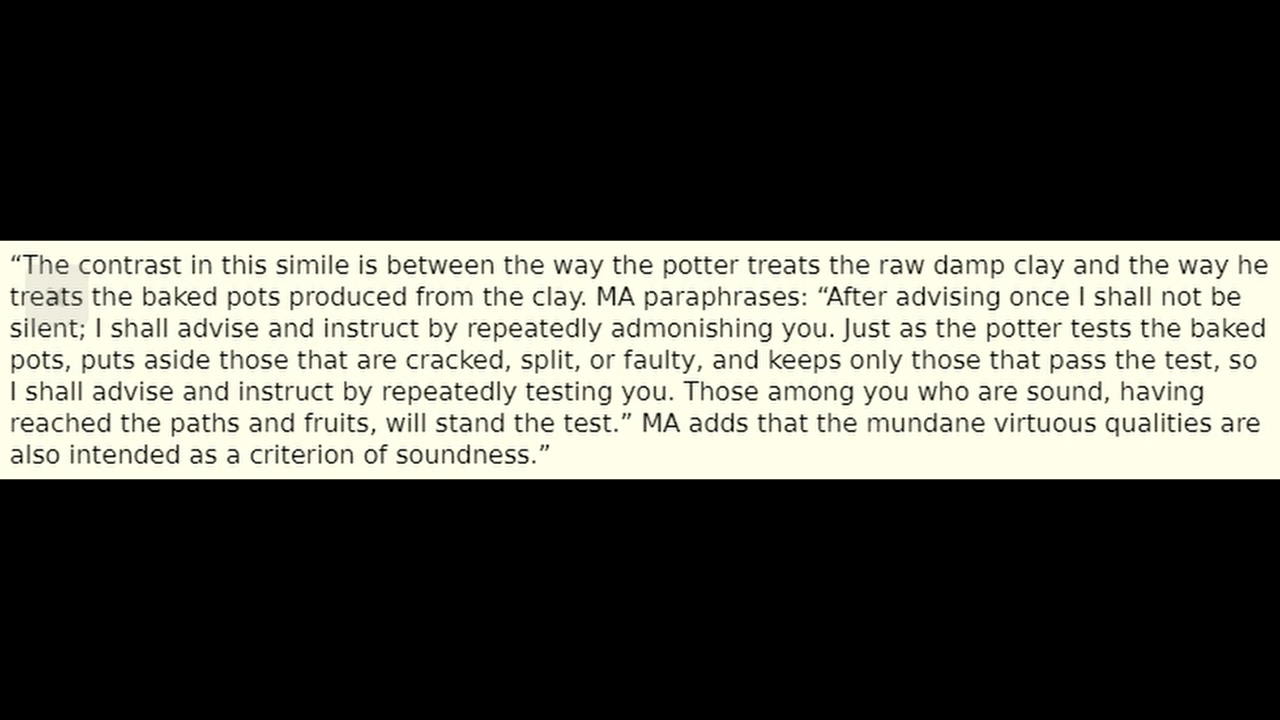 “The contrast in this simile is between the way the potter treats the raw damp clay and the way he
treats the baked pots produced from the clay. MA paraphrases: “After advising once I shall not be
silent; I shall advise and instruct by repeatedly admonishing you. Just as the potter tests the baked
pots, puts aside those that are cracked, split, or faulty, and keeps only those that pass the test, so
I shall advise and instruct by repeatedly testing you. Those among you who are sound, having
reached the paths and fruits, will stand the test.” MA adds that the mundane virtuous qualities are
also intended as a criterion of soundness.”